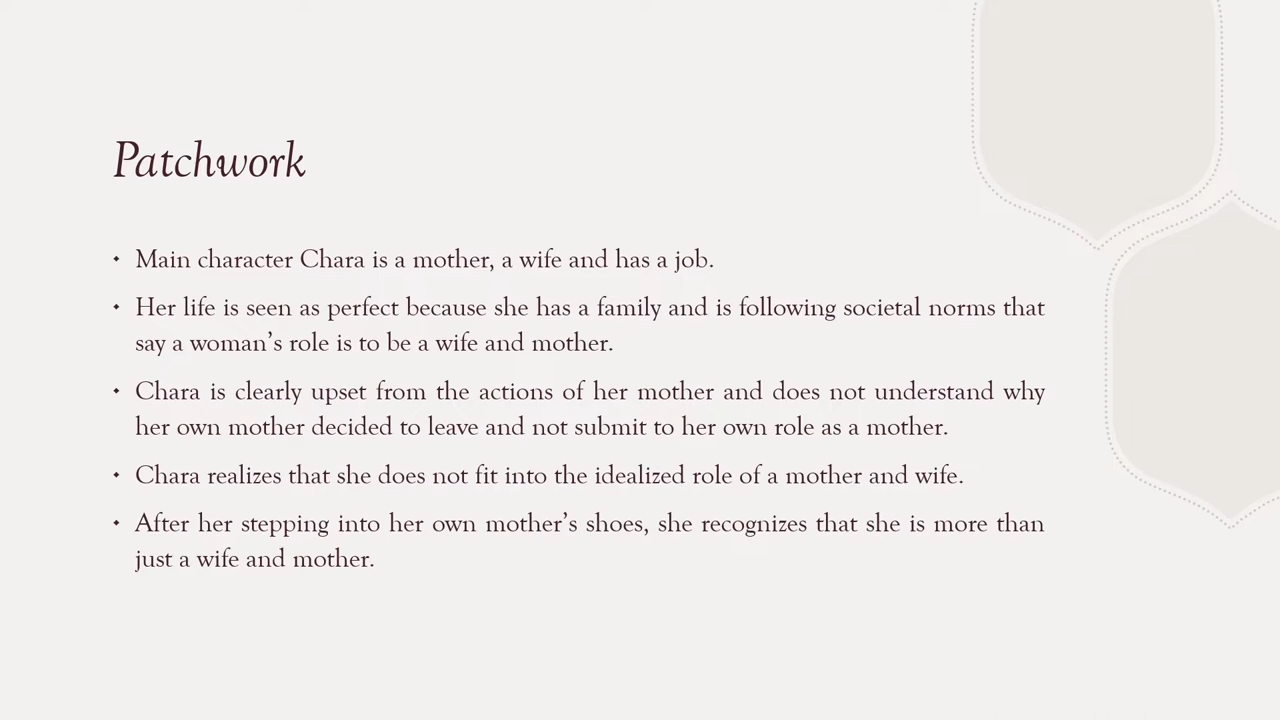 Patchwork
• Main character Chara is a mother, a wife and has a job.
• Her life is seen as perfect because she has a family and is following societal norms that
say a woman’s role is to be a wife and mother.
• Chara is clearly upset from the actions of her mother and does not understand why
her own mother decided to leave and not submit to her own role as a mother.
• Chara realizes that she does not fit into the idealized role of a mother and wife.
• After her stepping into her own mother’s shoes, she recognizes that she is more than
just a wife and mother.